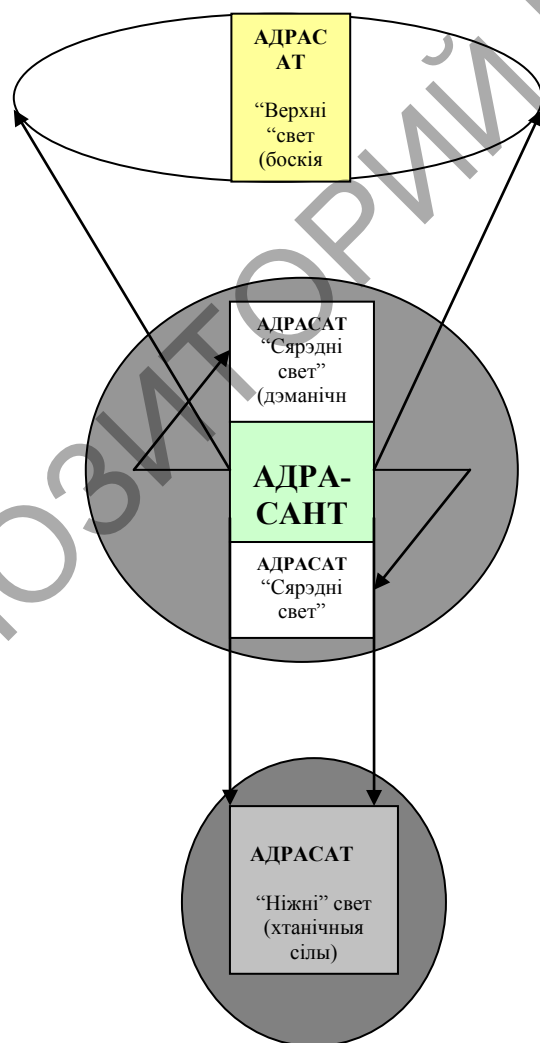 АДРАС
АТ
“Верхні
“свет
(боскія
АДРАСАТ
“Сярэдні
свет”
(дэманічн
АДРА-
САНТ
АДРАСАТ
“Сярэдні
свет”
АДРАСАТ
“Ніжні” свет
(хтанічныя
сілы)
ПОЗИТОРИЙ